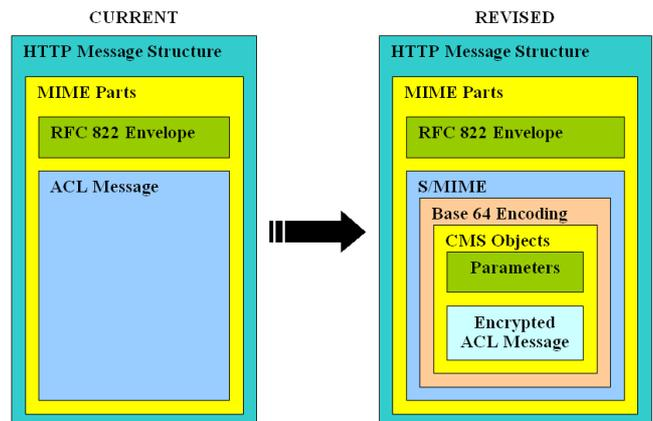 CURRENT
HTTP Message Structure
MIME Parts
RFC 822 Envelope
ACL Message
REVISED
HTTP Message Structure
MIME Parts
RFC 822 Envelope
S/MIME
Base 64 Encoding
CMS Objects
Parameters
Encrypted
ACL Message